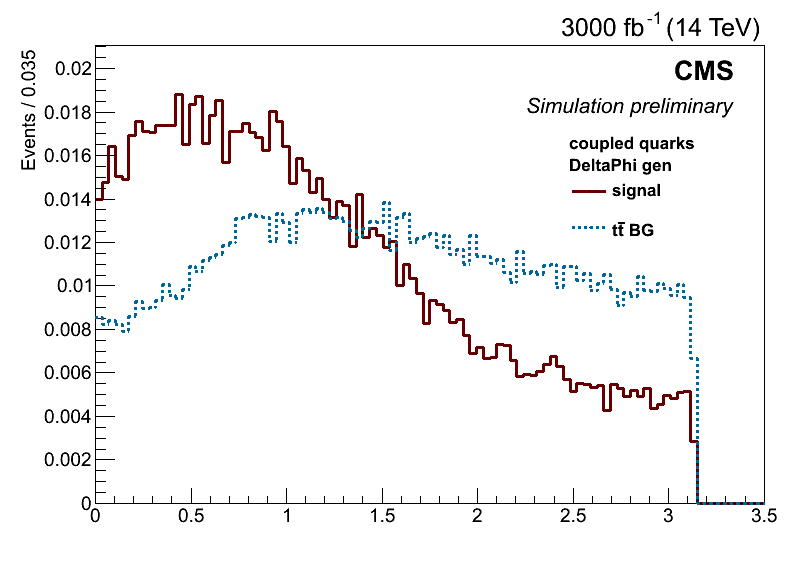 3000 fb-1 (14 TeV)
Events / 0.035
CMS
Simulation preliminary
coupled quarks
DeltaPhi gen
signal
tt̄ BG
0.02
0.018
0.016
0.014
0.012
0.01
0.008
0.006
0.004
0.002
0
0 0.5 1 1.5 2 2.5 3 3.5